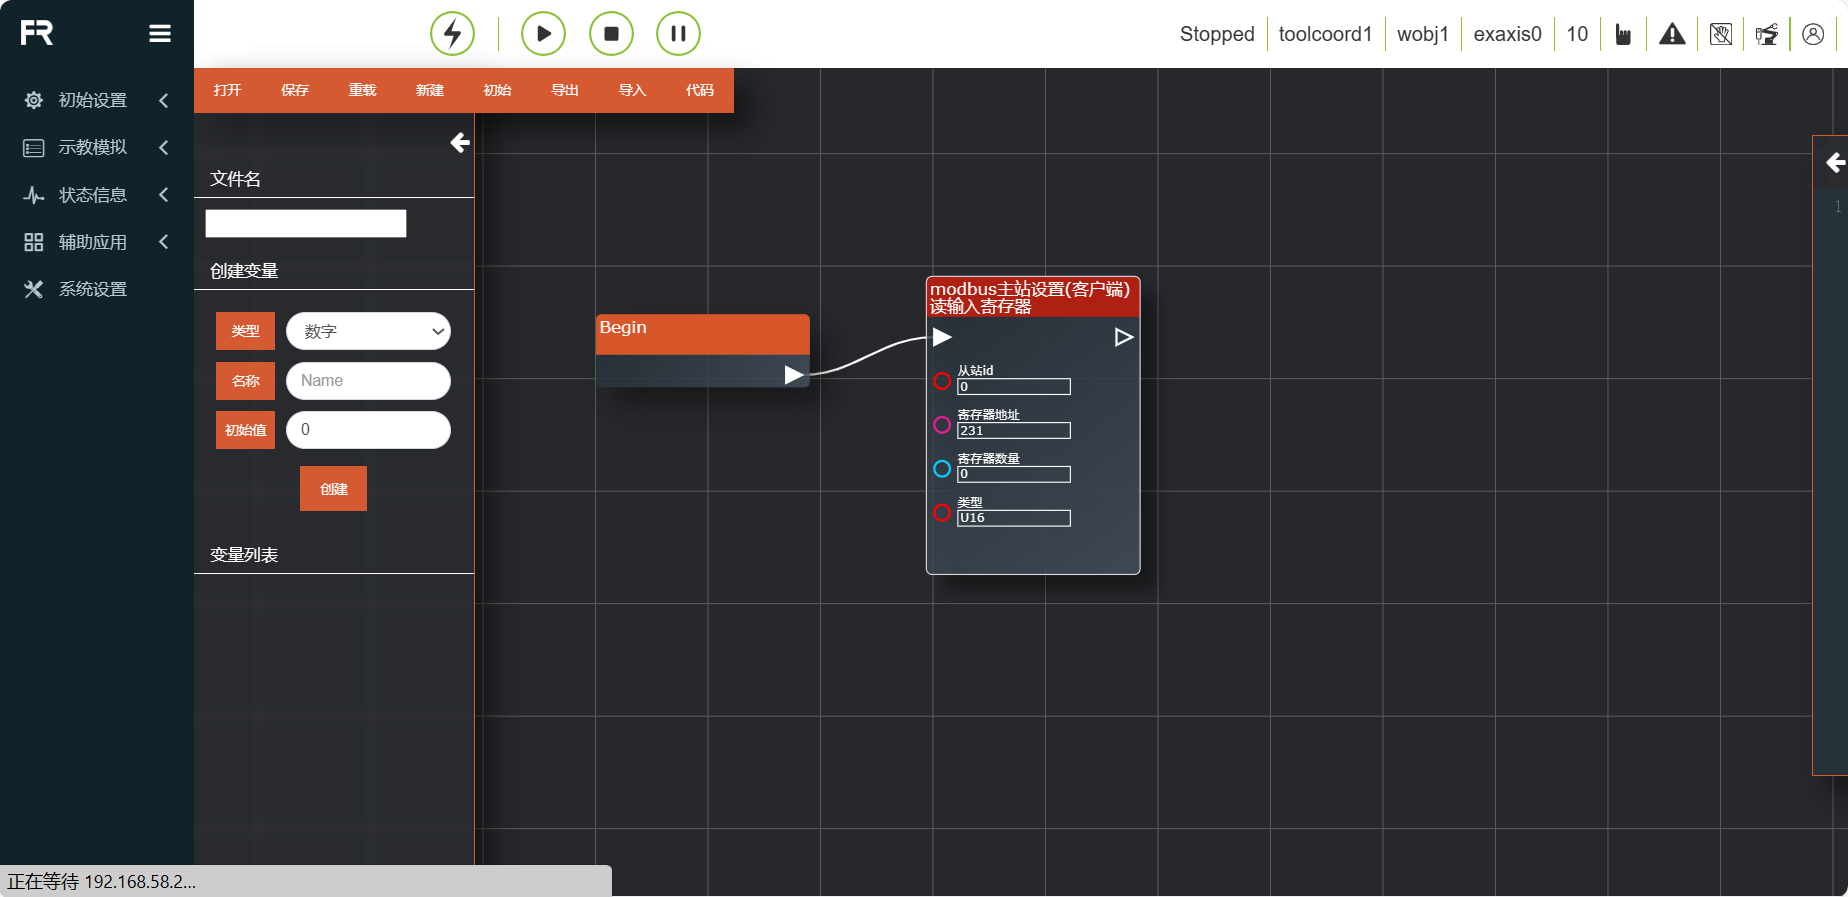 FR
Stopped
toolcoord1
wobj1
exaxis0
10
初始设置
示教模拟
状态信息
辅助应用
系统设置
打开
保存
重载
新建
初始
导出
导入
代码
文件名
创建变量
类型
数字
名称
Name
初始值
0
创建
变量列表
Begin
modbus主站设置(客户端)
读输入寄存器
从站id
0
寄存器地址
231
寄存器数量
0
类型
U16
1
正在等待 192.168.58.2...